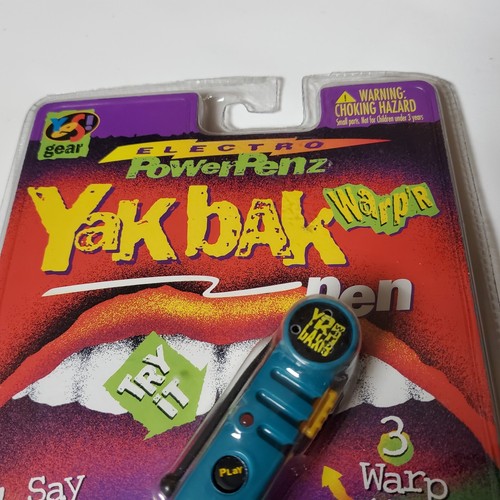 YES!
gear
WARNING:
CHOKING HAZARD
Small parts. Not for Children under 3 years
ELECTRO
PowerPenz
Yak bak WarpR
pen
TRY
IT
PLAY
3
Say
Warp